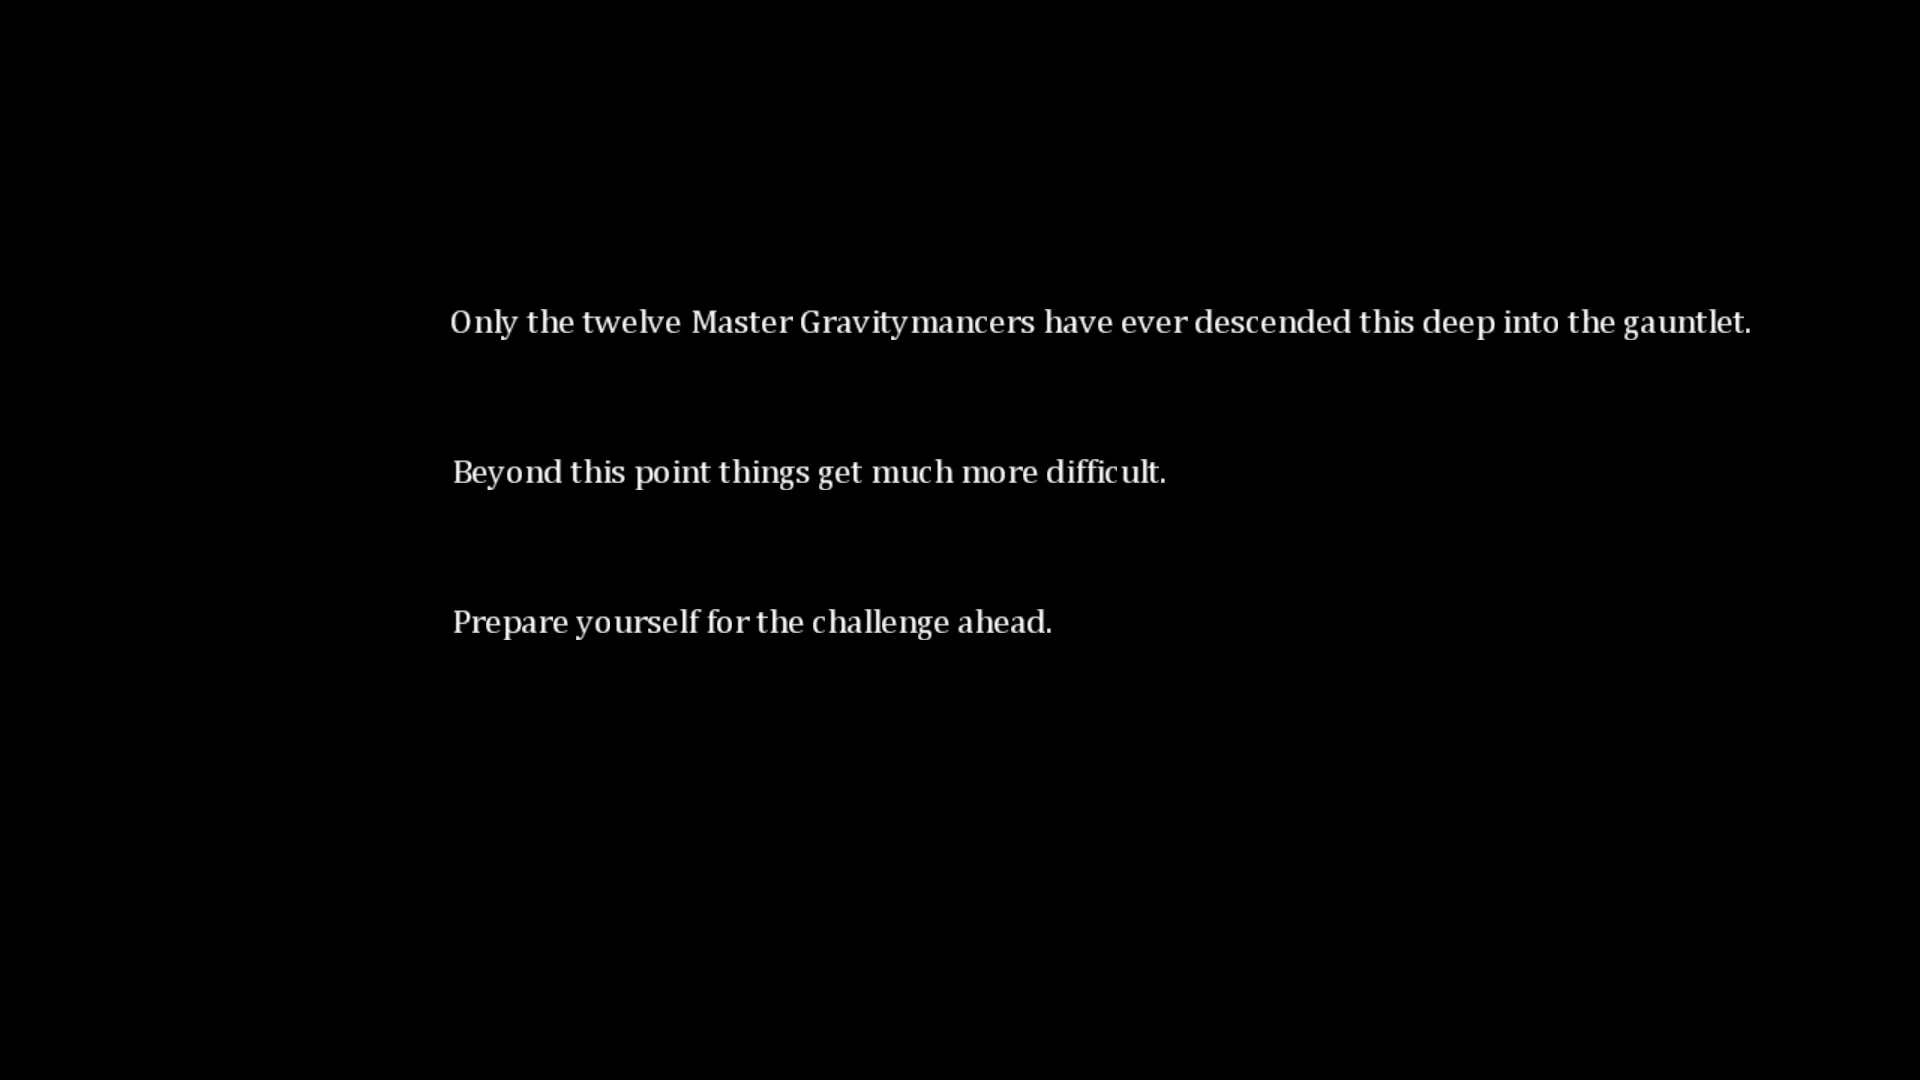 Only the twelve Master Gravitymancers have ever descended this deep into the gauntlet.
Beyond this point things get much more difficult.
Prepare yourself for the challenge ahead.